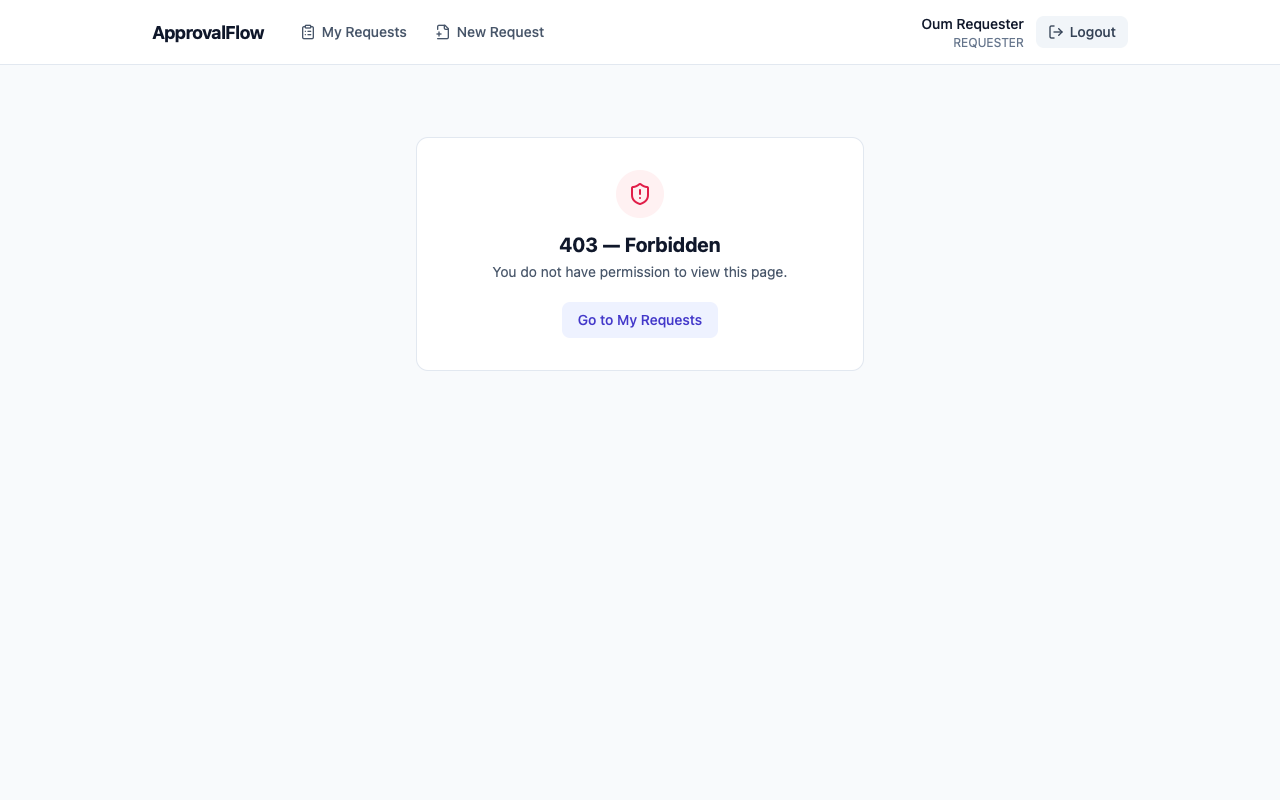 ApprovalFlow
My Requests
New Request
Oum Requester
REQUESTER
Logout
403 — Forbidden
You do not have permission to view this page.
Go to My Requests